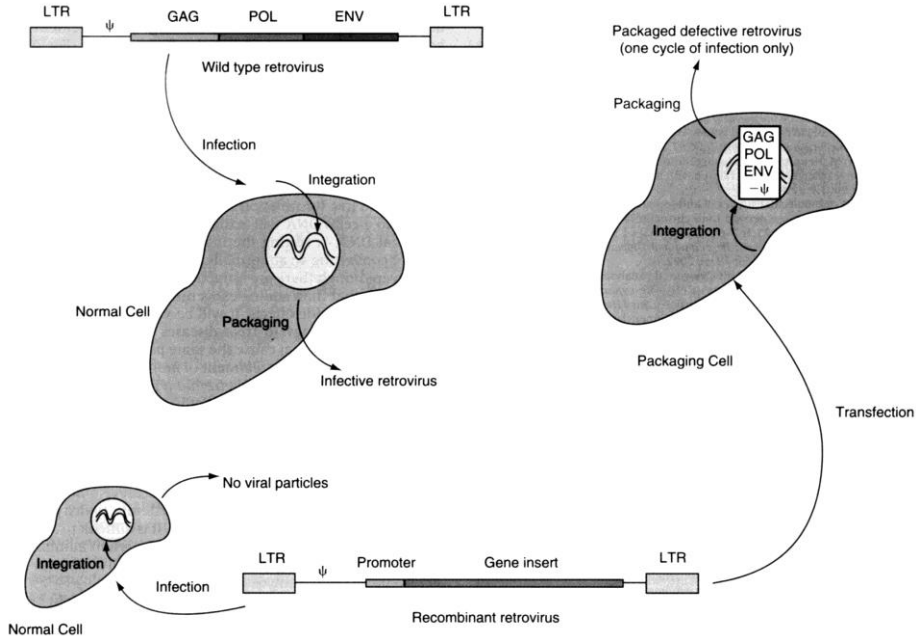 LTR
ψ
GAG
POL
ENV
LTR
Wild type retrovirus
Infection
Integration
Normal Cell
Packaging
Infective retrovirus
Packaged defective retrovirus
(one cycle of infection only)
Packaging
GAG
POL
ENV
–ψ
Integration
Packaging Cell
Transfection
No viral particles
Integration
Infection
Normal Cell
LTR
ψ
Promoter
Gene insert
LTR
Recombinant retrovirus